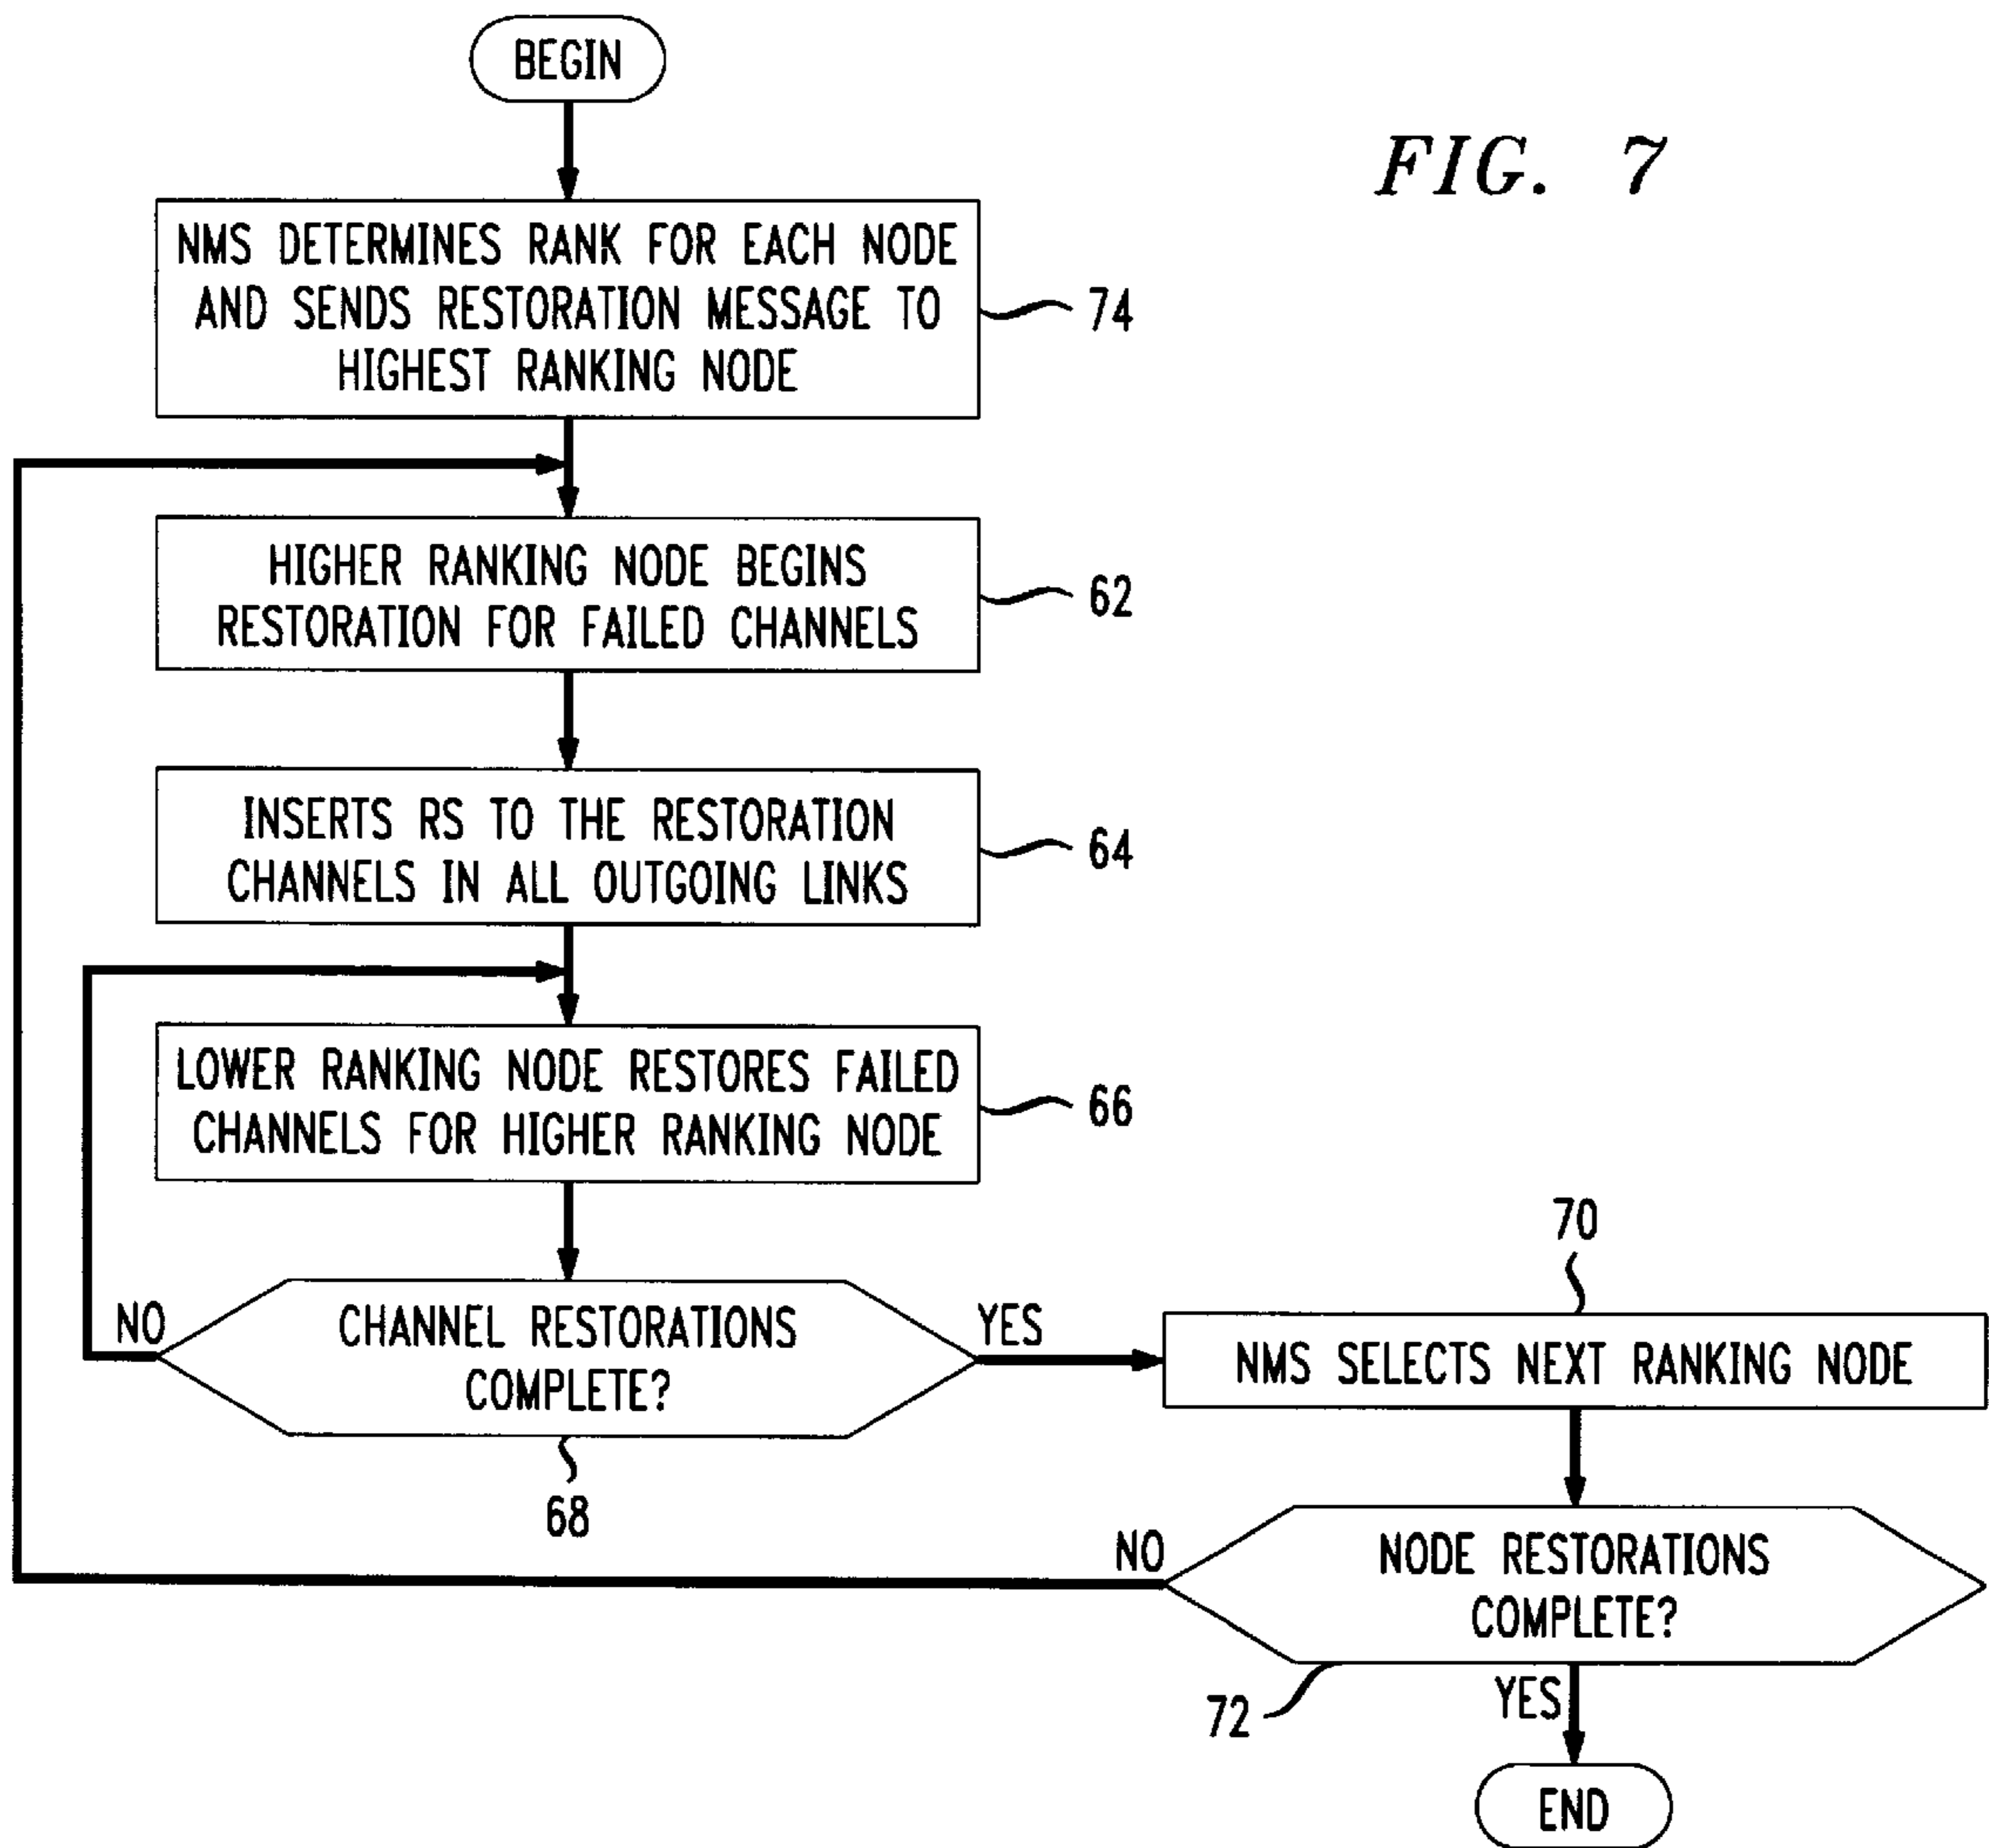 BEGIN
FIG. 7
NMS DETERMINES RANK FOR EACH NODE
AND SENDS RESTORATION MESSAGE TO
HIGHEST RANKING NODE
74
HIGHER RANKING NODE BEGINS
RESTORATION FOR FAILED CHANNELS
62
INSERTS RS TO THE RESTORATION
CHANNELS IN ALL OUTGOING LINKS
64
LOWER RANKING NODE RESTORES FAILED
CHANNELS FOR HIGHER RANKING NODE
66
NO
CHANNEL RESTORATIONS
COMPLETE?
YES
68
70
NMS SELECTS NEXT RANKING NODE
NO
NODE RESTORATIONS
COMPLETE?
72
YES
END